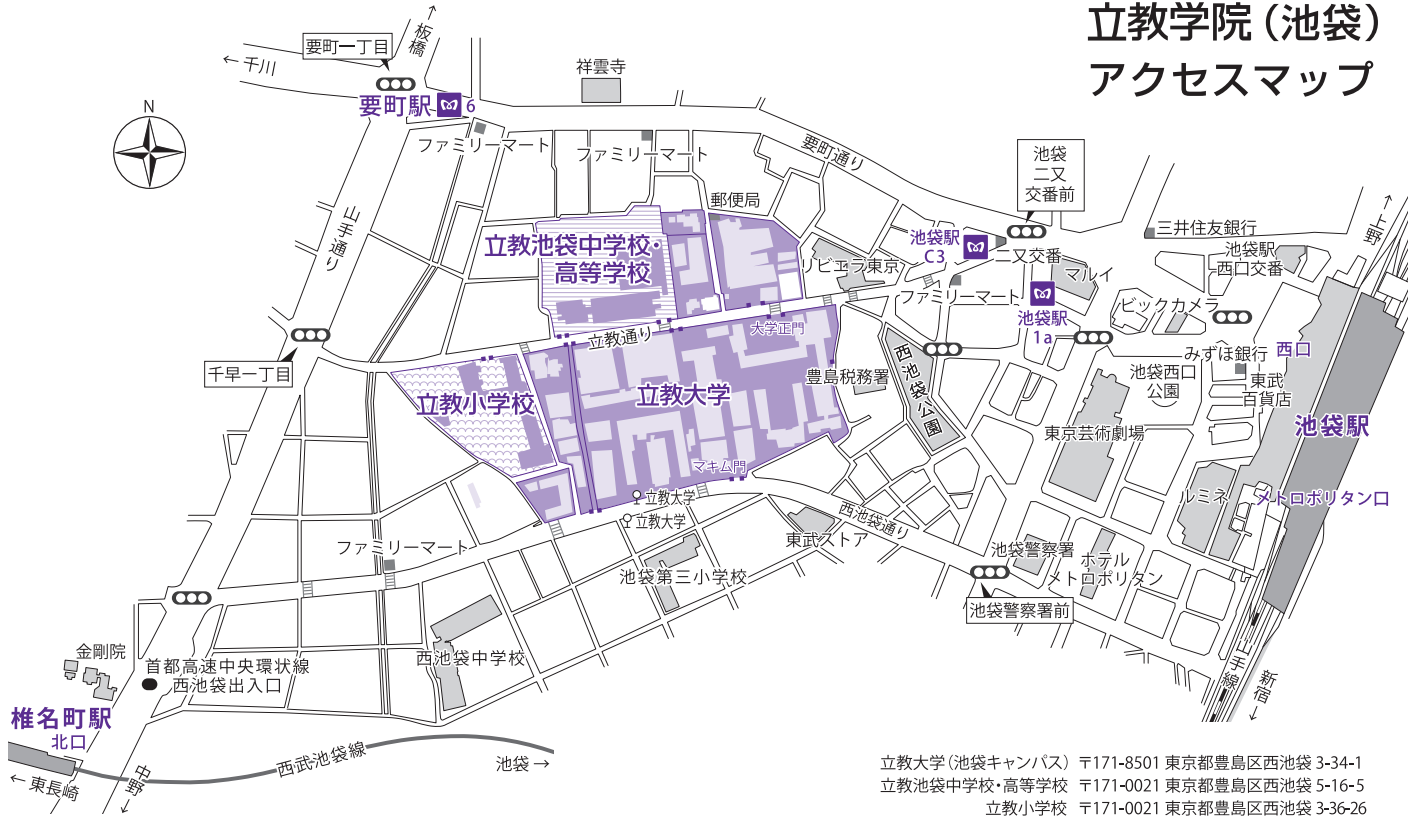 立教学院（池袋）
アクセスマップ
↑板橋
要町一丁目
← 千川
祥雲寺
要町駅 6
N
ファミリーマート
ファミリーマート
要町通り
池袋
二又
交番前
↑上野
山手通り
郵便局
立教池袋中学校・
高等学校
池袋駅
C3
二又交番
三井住友銀行
池袋駅
西口交番
リビエラ東京
ファミリーマート
マルイ
池袋駅
1a
ビックカメラ
大学正門
立教通り
千早一丁目
立教小学校
立教大学
豊島税務署
西池袋公園
みずほ銀行
西口
池袋西口
公園
東武
百貨店
東京芸術劇場
池袋駅
マキム門
立教大学
立教大学
西池袋通り
ルミネ
メトロポリタン口
東武ストア
ファミリーマート
池袋第三小学校
池袋警察署
ホテル
メトロポリタン
池袋警察署前
金剛院
首都高速中央環状線
西池袋出入口
西池袋中学校
山手線
新宿↓
椎名町駅
北口
西武池袋線
池袋 →
← 東長崎
中野↓
立教大学（池袋キャンパス） 〒171-8501 東京都豊島区西池袋 3-34-1
立教池袋中学校・高等学校 〒171-0021 東京都豊島区西池袋 5-16-5
立教小学校 〒171-0021 東京都豊島区西池袋 3-36-26